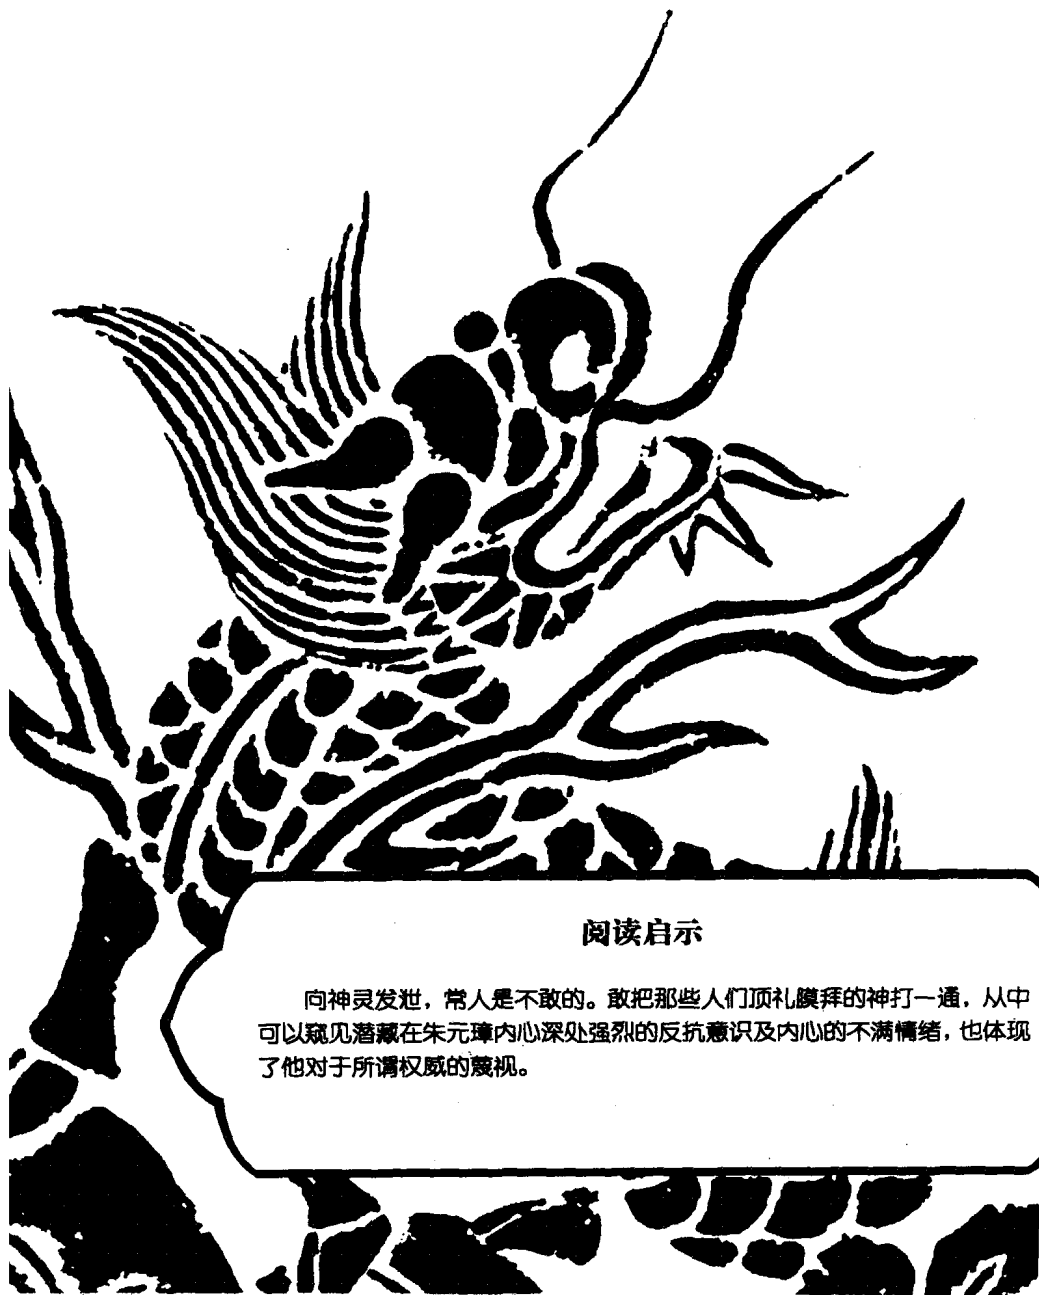 阅读启示
向神灵发泄，常人是不敢的。敢把那些人们顶礼膜拜的神打一通，从中
可以窥见潜藏在朱元璋内心深处强烈的反抗意识及内心的不满情绪，也体现
了他对于所谓权威的蔑视。